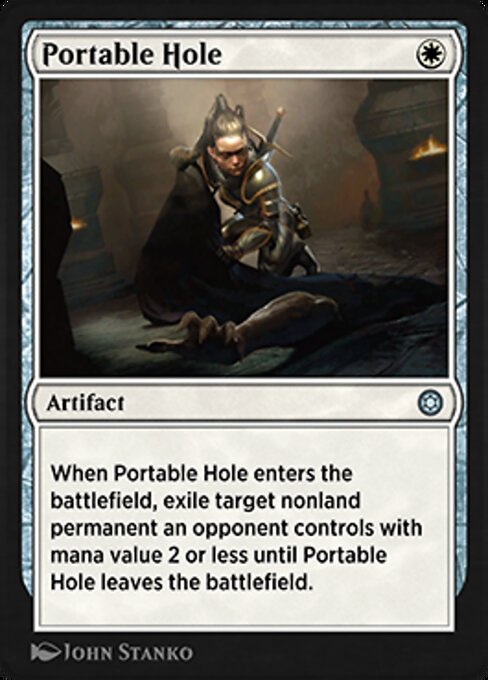 Portable Hole
Artifact
When Portable Hole enters the
battlefield, exile target nonland
permanent an opponent controls with
mana value 2 or less until Portable
Hole leaves the battlefield.
John Stanko